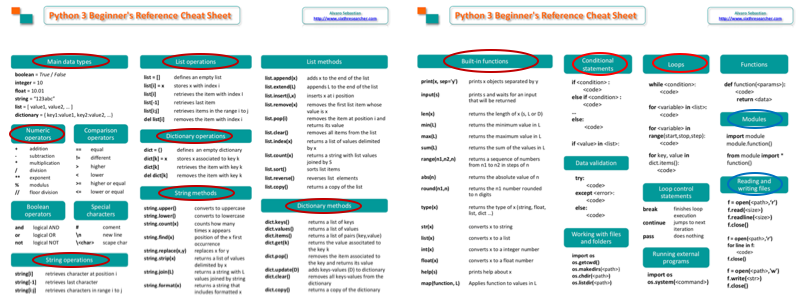 Python 3 Beginner's Reference Cheat Sheet
Alvaro Sebastian
http://www.sixthresearcher.com
Main data types
boolean = True / False
integer = 10
float = 10.01
string = "123abc"
list = [ value1, value2, ... ]
dictionary = { key1:value1, key2:value2, ...}
Numeric operators
+ addition
- subtraction
* multiplication
/ division
** exponent
% modulus
// floor division
Comparison operators
== equal
!= different
> higher
< lower
>= higher or equal
<= lower or equal
Boolean operators
and logical AND
or logical OR
not logical NOT
Special characters
# coment
\n new line
\<char> scape char
String operations
string[i] retrieves character at position i
string[-1] retrieves last character
string[i:j] retrieves characters in range i to j
List operations
list = [] defines an empty list
list[i] = x stores x with index i
list[i] retrieves the item with index I
list[-1] retrieves last item
list[i:j] retrieves items in the range i to j
del list[i] removes the item with index i
Dictionary operations
dict = {} defines an empty dictionary
dict[k] = x stores x associated to key k
dict[k] retrieves the item with key k
del dict[k] removes the item with key k
String methods
string.upper() converts to uppercase
string.lower() converts to lowercase
string.count(x) counts how many
times x appears
string.find(x) position of the x first
occurrence
string.replace(x,y) replaces x for y
string.strip(x) returns a list of values
delimited by x
string.join(L) returns a string with L
values joined by string
string.format(x) returns a string that
includes formatted x
List methods
list.append(x) adds x to the end of the list
list.extend(L) appends L to the end of the list
list.insert(i,x) inserts x at i position
list.remove(x) removes the first list item whose
value is x
list.pop(i) removes the item at position i and
returns its value
list.clear() removes all items from the list
list.index(x) returns a list of values delimited
by x
list.count(x) returns a string with list values
joined by S
list.sort() sorts list items
list.reverse() reverses list elements
list.copy() returns a copy of the list
Dictionary methods
dict.keys() returns a list of keys
dict.values() returns a list of values
dict.items() returns a list of pairs (key,value)
dict.get(k) returns the value associated to
the key k
dict.pop() removes the item associated to
the key and returns its value
dict.update(D) adds keys-values (D) to dictionary
dict.clear() removes all keys-values from the
dictionary
dict.copy() returns a copy of the dictionary
Python 3 Beginner's Reference Cheat Sheet
Alvaro Sebastian
http://www.sixthresearcher.com
Built-in functions
print(x, sep='y') prints x objects separated by y
input(s) prints s and waits for an input
that will be returned
len(x) returns the length of x (s, L or D)
min(L) returns the minimum value in L
max(L) returns the maximum value in L
sum(L) returns the sum of the values in L
range(n1,n2,n) returns a sequence of numbers
from n1 to n2 in steps of n
abs(n) returns the absolute value of n
round(n1,n) returns the n1 number rounded
to n digits
type(x) returns the type of x (string, float,
list, dict ...)
str(x) converts x to string
list(x) converts x to a list
int(x) converts x to a integer number
float(x) converts x to a float number
help(s) prints help about x
map(function, L) Applies function to values in L
Conditional statements
if <condition> :
<code>
else if <condition> :
<code>
...
else:
<code>
if <value> in <list>:
Data validation
try:
<code>
except <error>:
<code>
else:
<code>
Working with files and folders
import os
os.getcwd()
os.makedirs(<path>)
os.chdir(<path>)
os.listdir(<path>)
Loops
while <condition>:
<code>
for <variable> in <list>:
<code>
for <variable> in
range(start,stop,step):
<code>
for key, value in
dict.items():
<code>
Loop control statements
break finishes loop
execution
continue jumps to next
iteration
pass does nothing
Running external programs
import os
os.system(<command>)
Functions
def function(<params>):
<code>
return <data>
Modules
import module
module.function()
from module import *
function()
Reading and writing files
f = open(<path>,'r')
f.read(<size>)
f.readline(<size>)
f.close()
f = open(<path>,'r')
for line in f:
<code>
f.close()
f = open(<path>,'w')
f.write(<str>)
f.close()